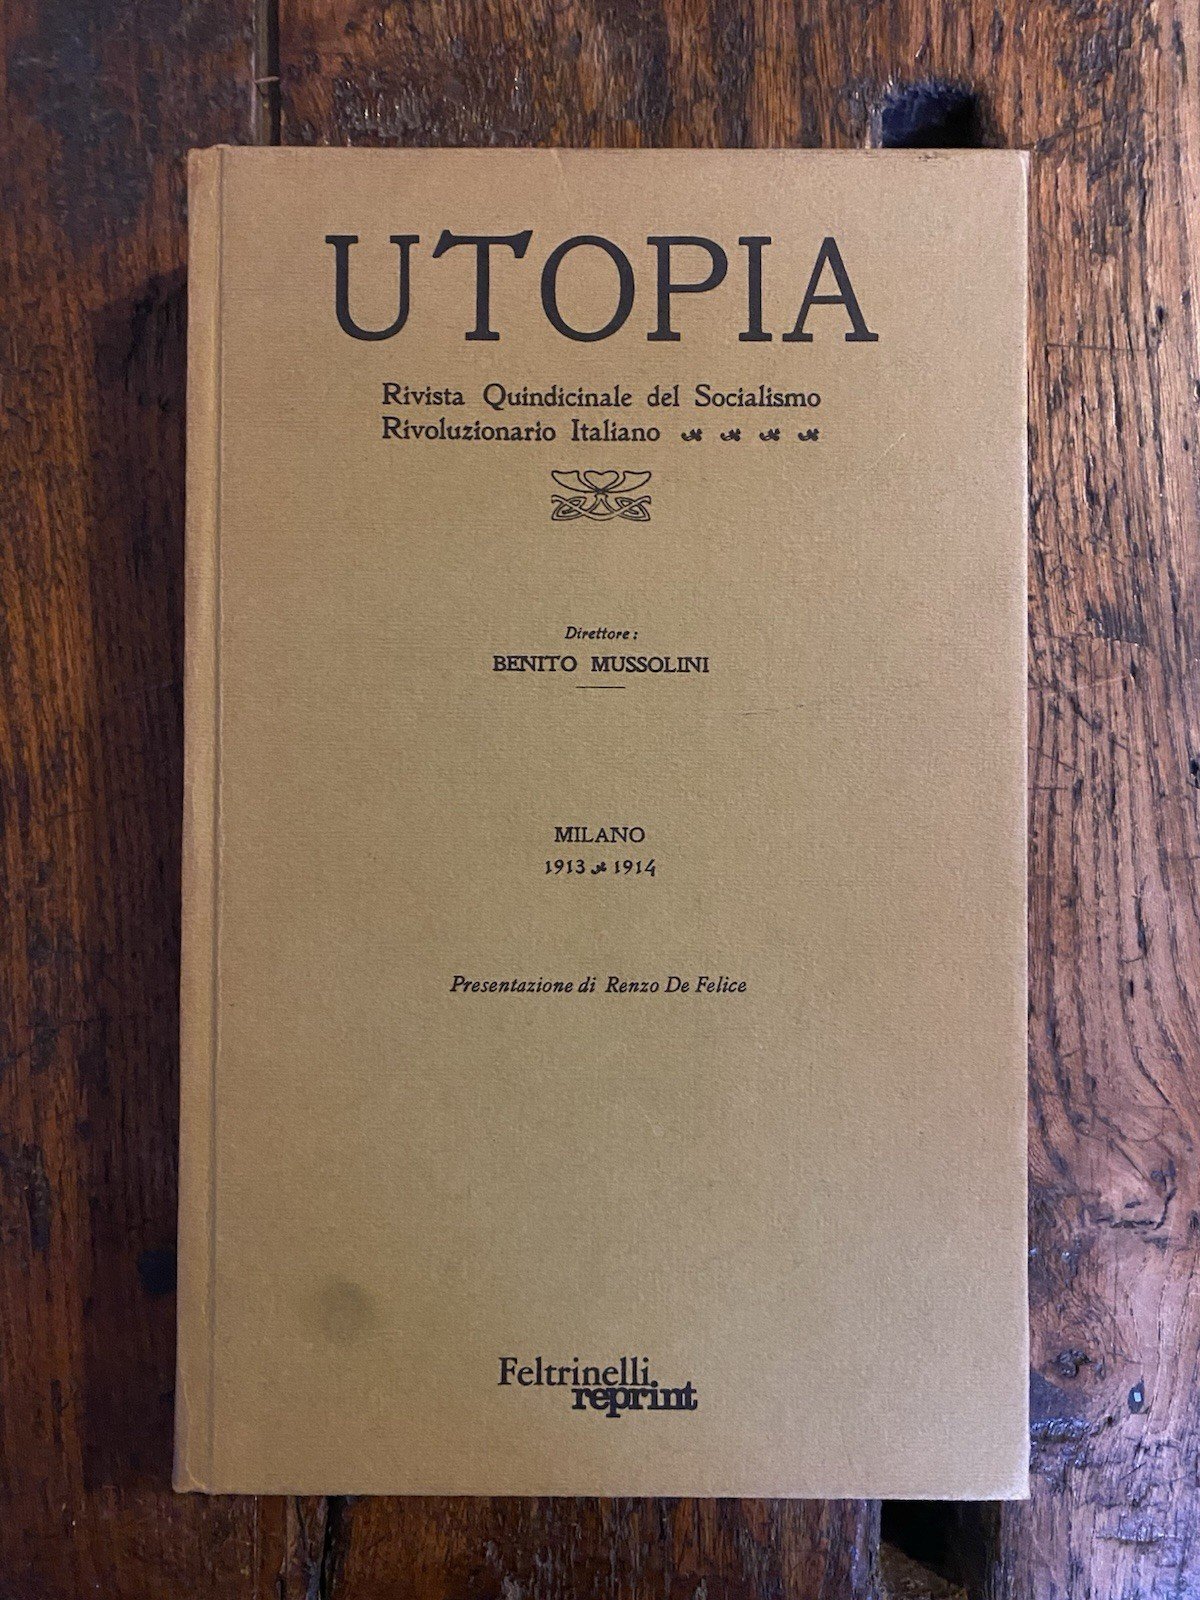 UTOPIA
Rivista Quindicinale del Socialismo
Rivoluzionario Italiano
Direttore:
BENITO MUSSOLINI
MILANO
1913 1914
Presentazione di Renzo De Felice
Feltrinelli
reprint